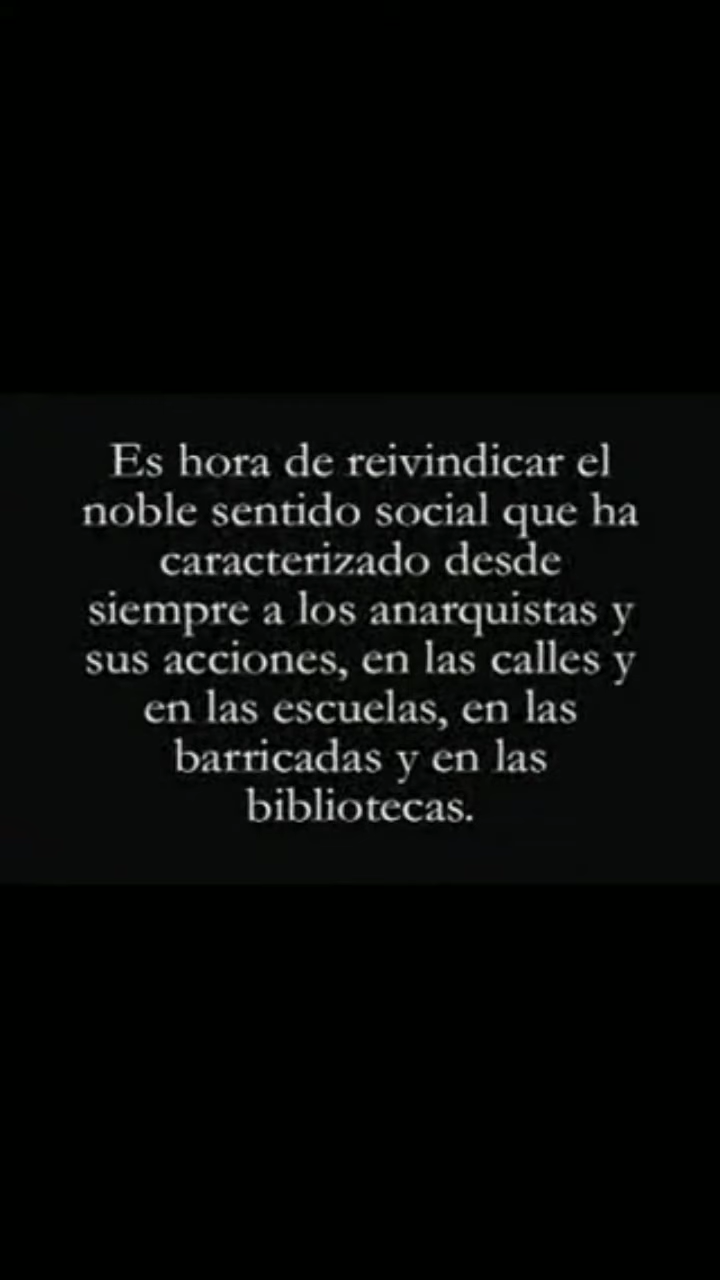 Es hora de reivindicar el
noble sentido social que ha
caracterizado desde
siempre a los anarquistas y
sus acciones, en las calles y
en las escuelas, en las
barricadas y en las
bibliotecas.